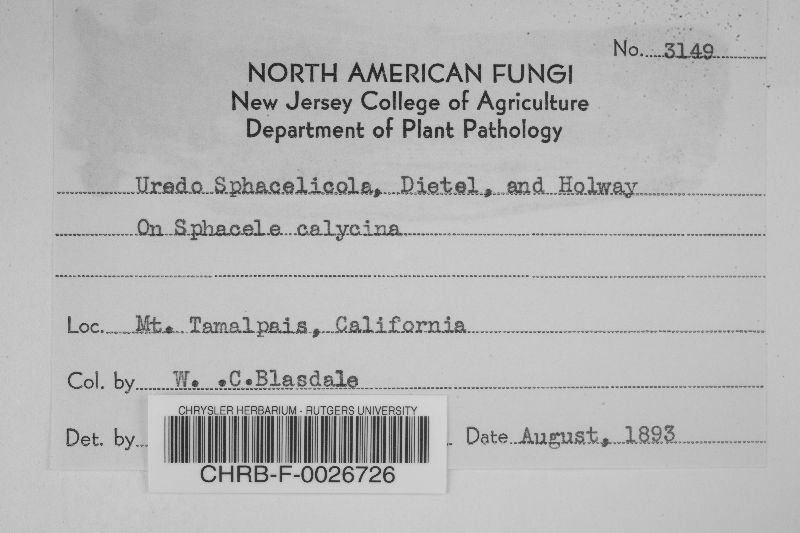 No. 3149
NORTH AMERICAN FUNGI
New Jersey College of Agriculture
Department of Plant Pathology
Uredo Sphacelicola, Dietel, and Holway
On Sphacele calycina
Loc. Mt. Tamalpais, California
Col. by W. .C.Blasdale
Det. by
Date August, 1893
CHRYSLER HERBARIUM - RUTGERS UNIVERSITY
CHRB-F-0026726